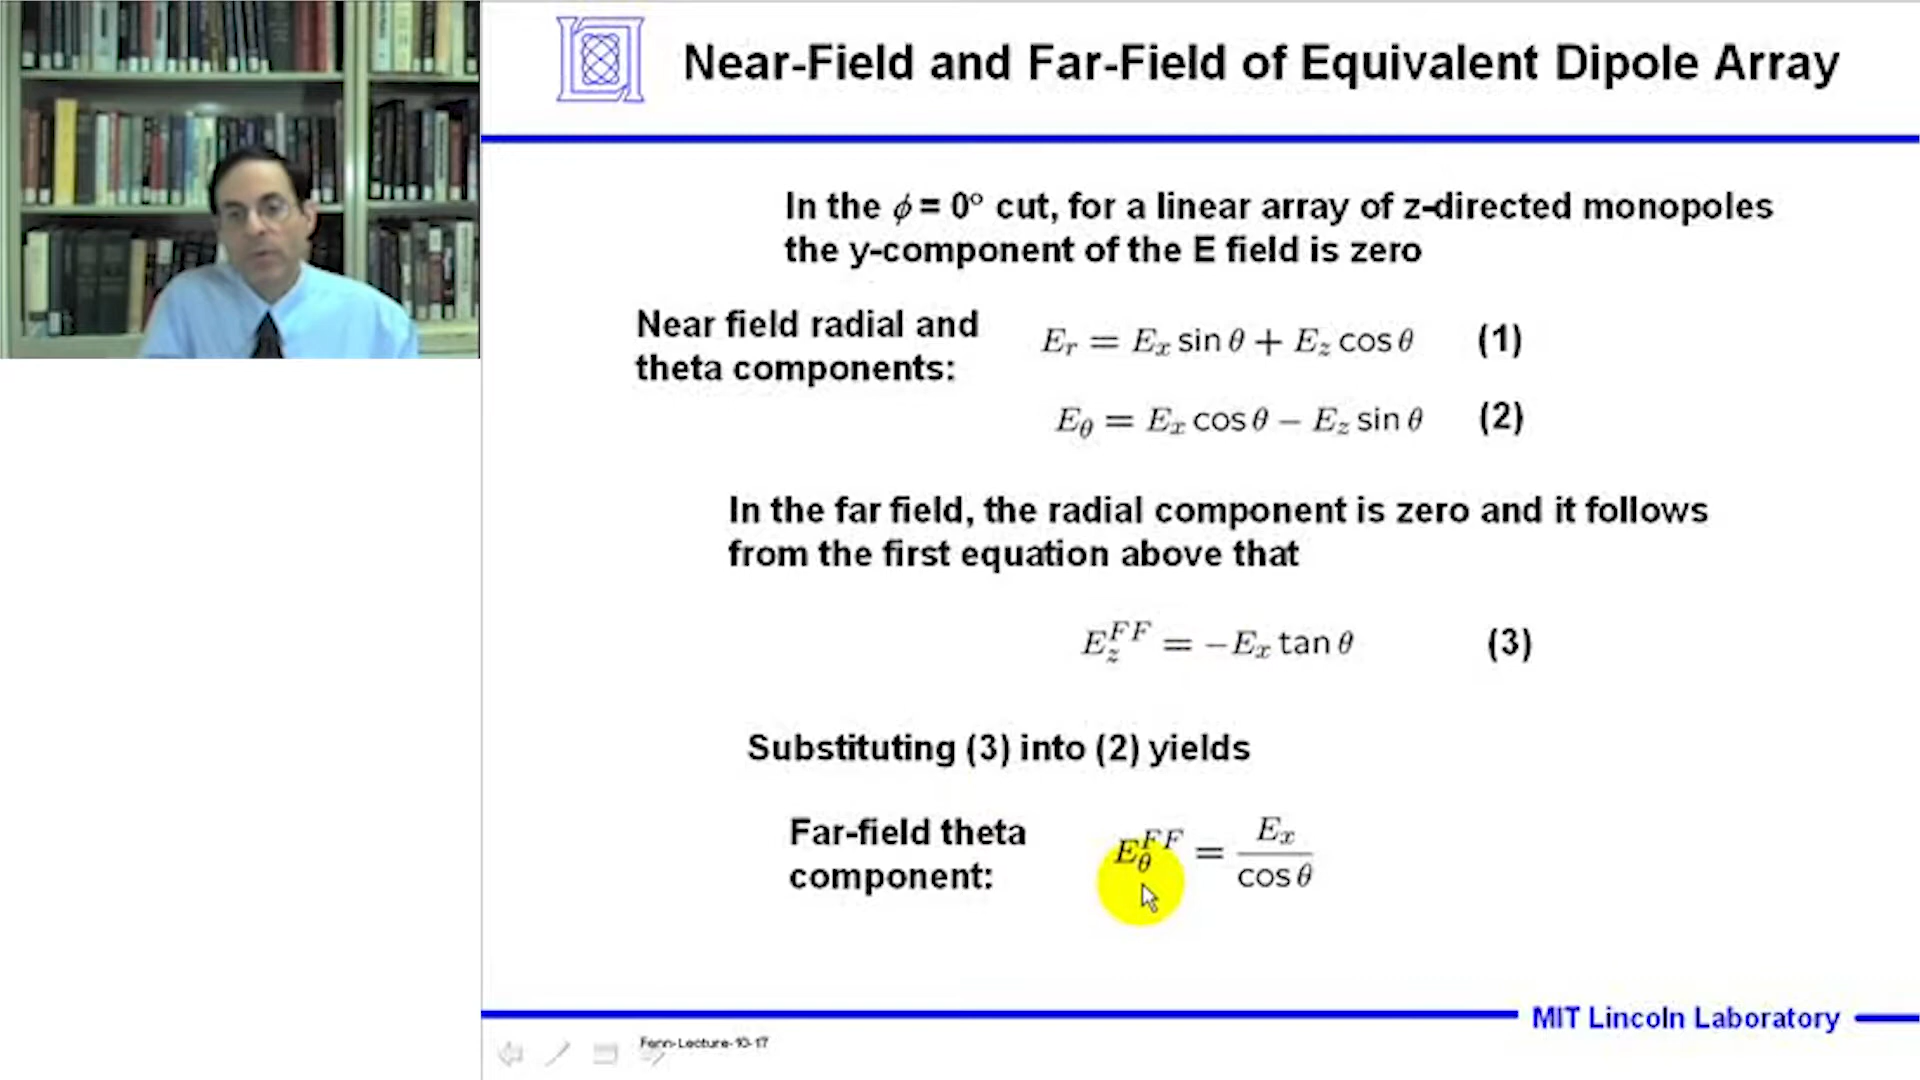 Near-Field and Far-Field of Equivalent Dipole Array
In the ϕ = 0° cut, for a linear array of z-directed monopoles
the y-component of the E field is zero
Near field radial and
theta components:
E_r = E_x sin θ + E_z cos θ (1)
E_θ = E_x cos θ − E_z sin θ (2)
In the far field, the radial component is zero and it follows
from the first equation above that
E_z^{FF} = −E_x tan θ (3)
Substituting (3) into (2) yields
Far-field theta
component:
E_θ^{FF} = E_x / cos θ
MIT Lincoln Laboratory
Fenn-Lecture-10-17